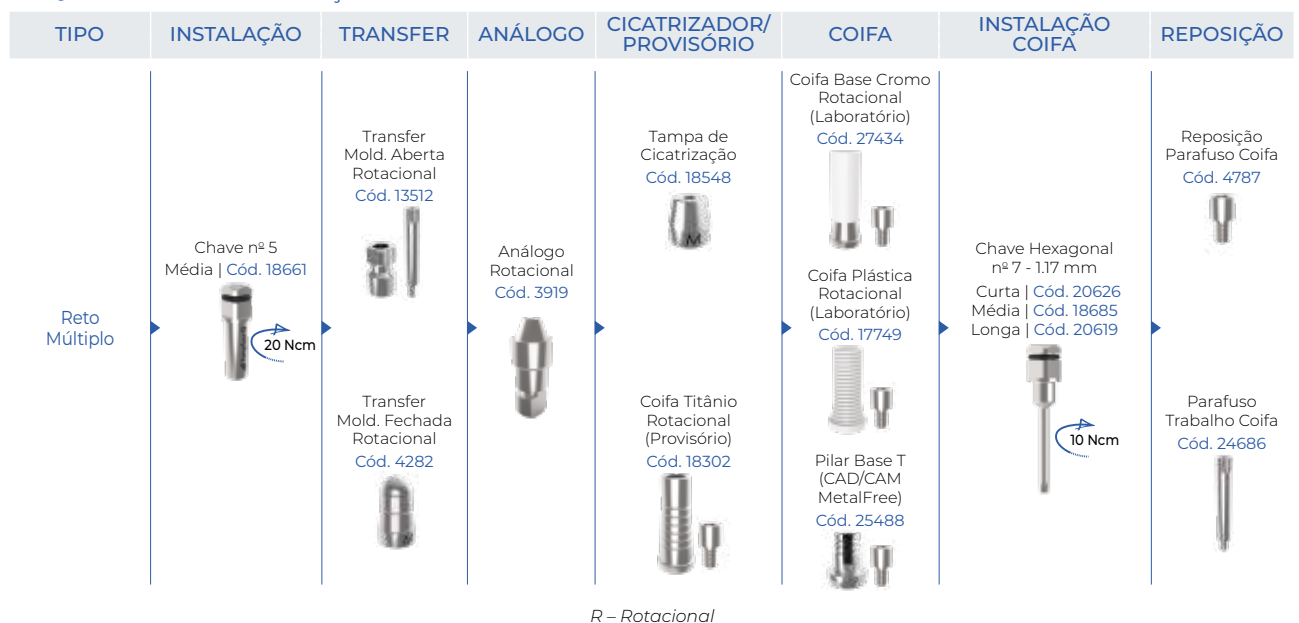 TIPO
INSTALAÇÃO
TRANSFER
ANÁLOGO
CICATRIZADOR/
PROVISÓRIO
COIFA
INSTALAÇÃO
COIFA
REPOSIÇÃO
Reto
Múltiplo
Chave nº 5
Média | Cód. 18661
20 Ncm
Transfer
Mold. Aberta
Rotacional
Cód. 13512
Transfer
Mold. Fechada
Rotacional
Cód. 4282
Análogo
Rotacional
Cód. 3919
Tampa de
Cicatrização
Cód. 18548
M
Coifa Titânio
Rotacional
(Provisório)
Cód. 18302
Coifa Base Cromo
Rotacional
(Laboratório)
Cód. 27434
Coifa Plástica
Rotacional
(Laboratório)
Cód. 17749
Pilar Base T
(CAD/CAM
MetalFree)
Cód. 25488
Chave Hexagonal
nº 7 - 1.17 mm
Curta | Cód. 20626
Média | Cód. 18685
Longa | Cód. 20619
10 Ncm
Reposição
Parafuso Coifa
Cód. 4787
Parafuso
Trabalho Coifa
Cód. 24686
R – Rotacional